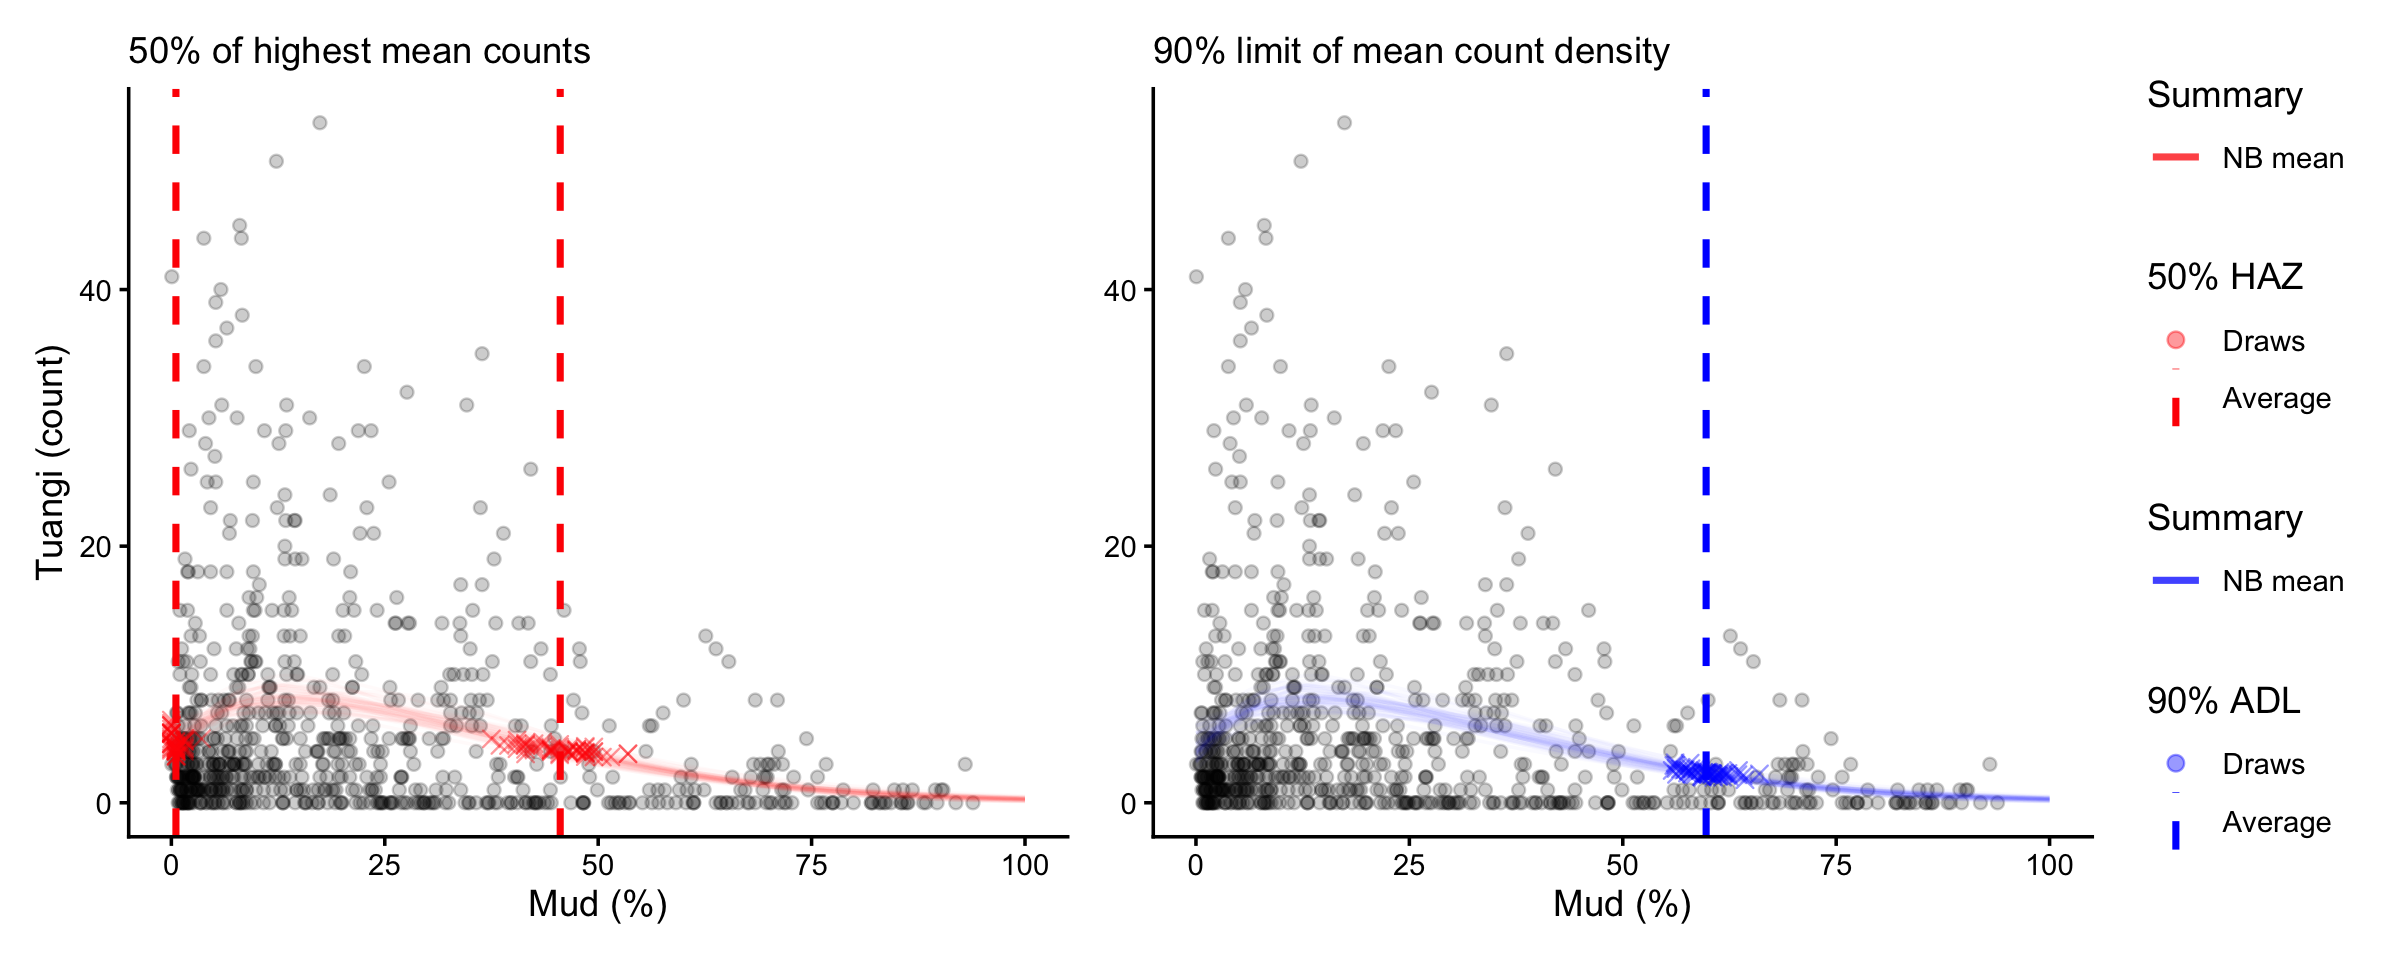 50% of highest mean counts
90% limit of mean count density
Tuangi (count)
40
20
0
0 25 50 75 100
Mud (%)
40
20
0
0 25 50 75 100
Mud (%)
Summary
NB mean
50% HAZ
Draws
Average
Summary
NB mean
90% ADL
Draws
Average